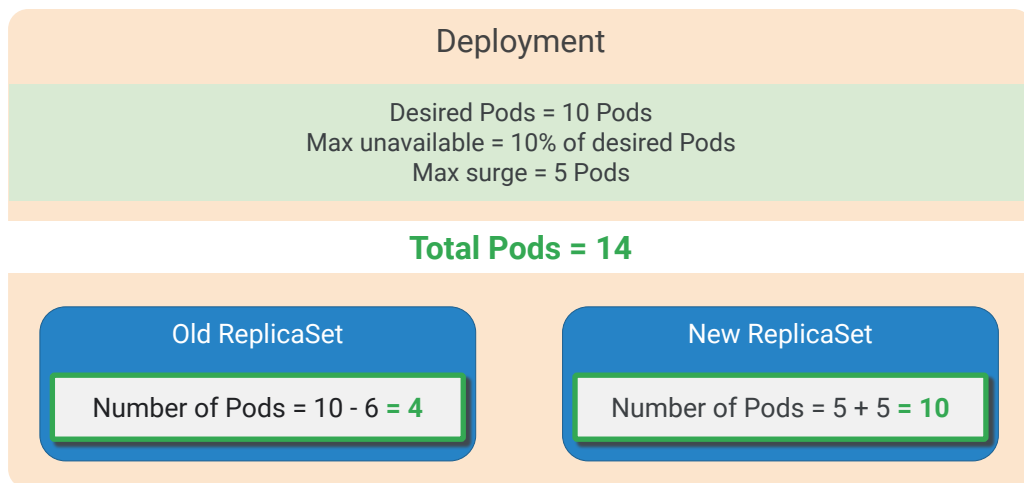 Deployment
Desired Pods = 10 Pods
Max unavailable = 10% of desired Pods
Max surge = 5 Pods
Total Pods = 14
Old ReplicaSet
Number of Pods = 10 - 6 = 4
New ReplicaSet
Number of Pods = 5 + 5 = 10